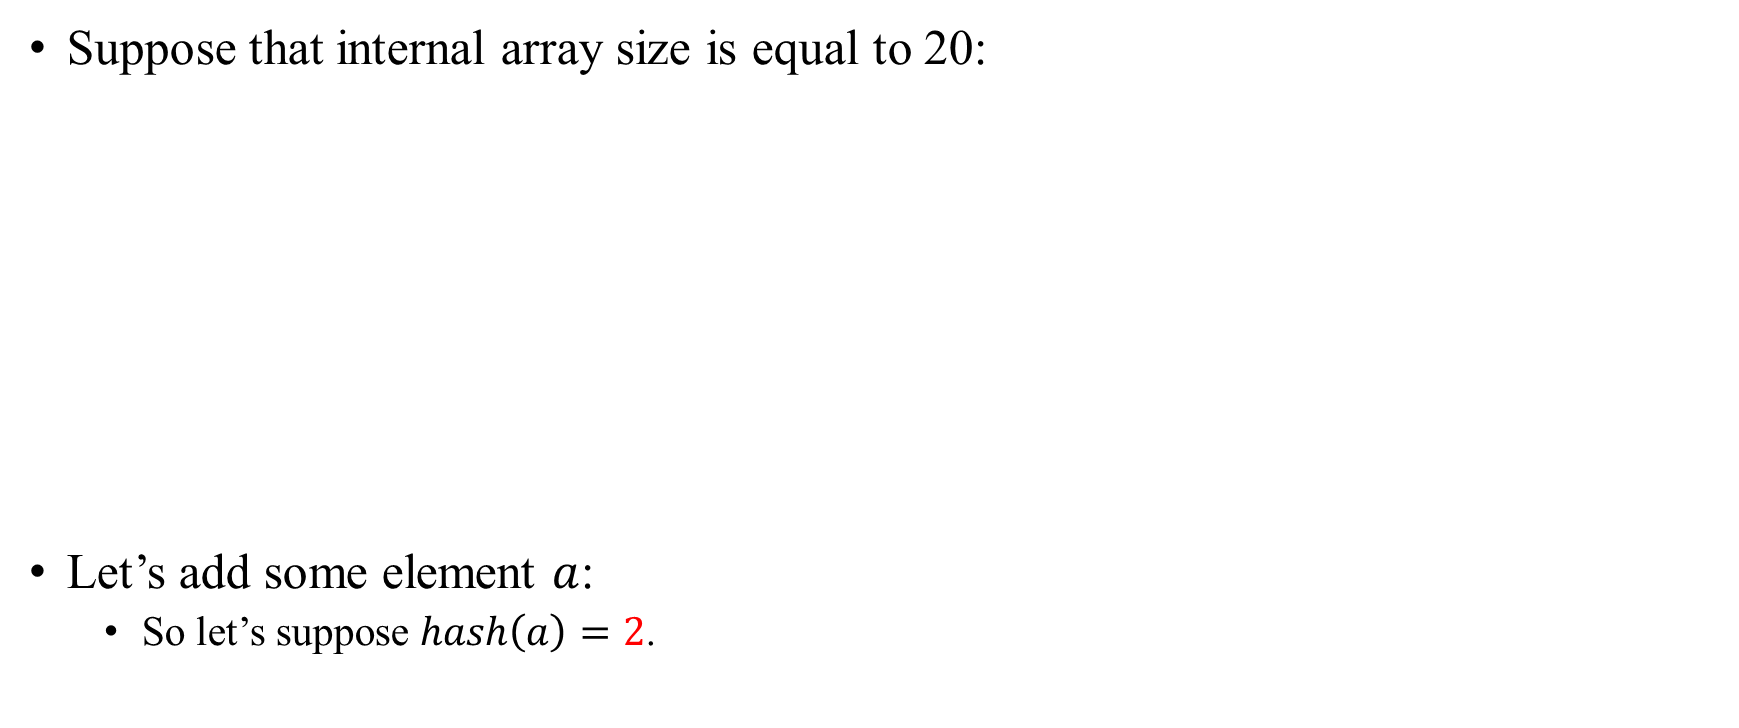 • Suppose that internal array size is equal to 20:
• Let’s add some element a:
• So let’s suppose hash(a) = 2.